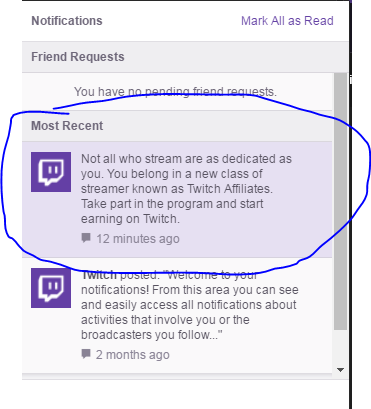 Notifications Mark All as Read
Friend Requests
You have no pending friend requests.
Most Recent
Not all who stream are as dedicated as
you. You belong in a new class of
streamer known as Twitch Affiliates.
Take part in the program and start
earning on Twitch.
12 minutes ago
Twitch posted: "Welcome to your
notifications! From this area you can see
and easily access all notifications about
activities that involve you or the
broadcasters you follow..."
2 months ago